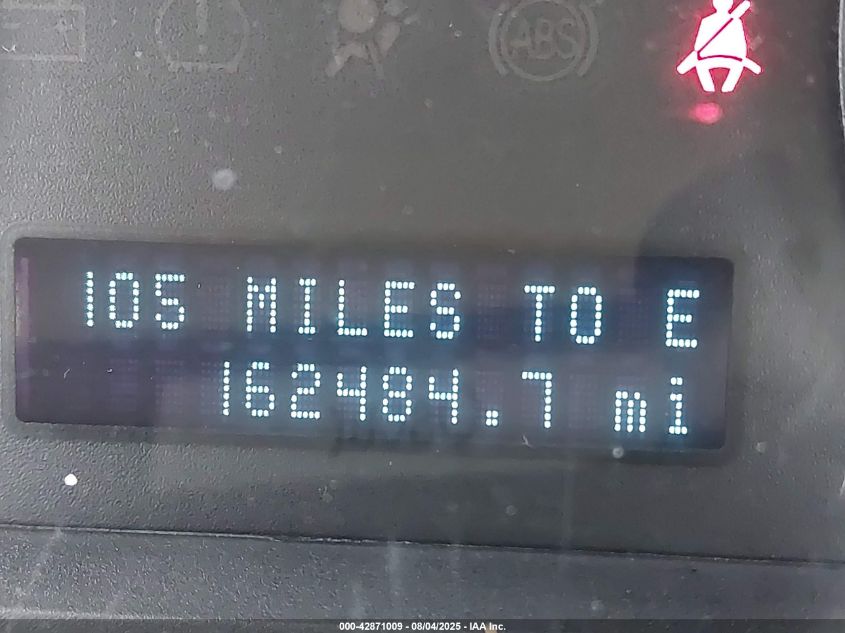 ABS
105 MILES TO E
162484.7 mi
000-42871009 - 08/04/2025 - IAA Inc.